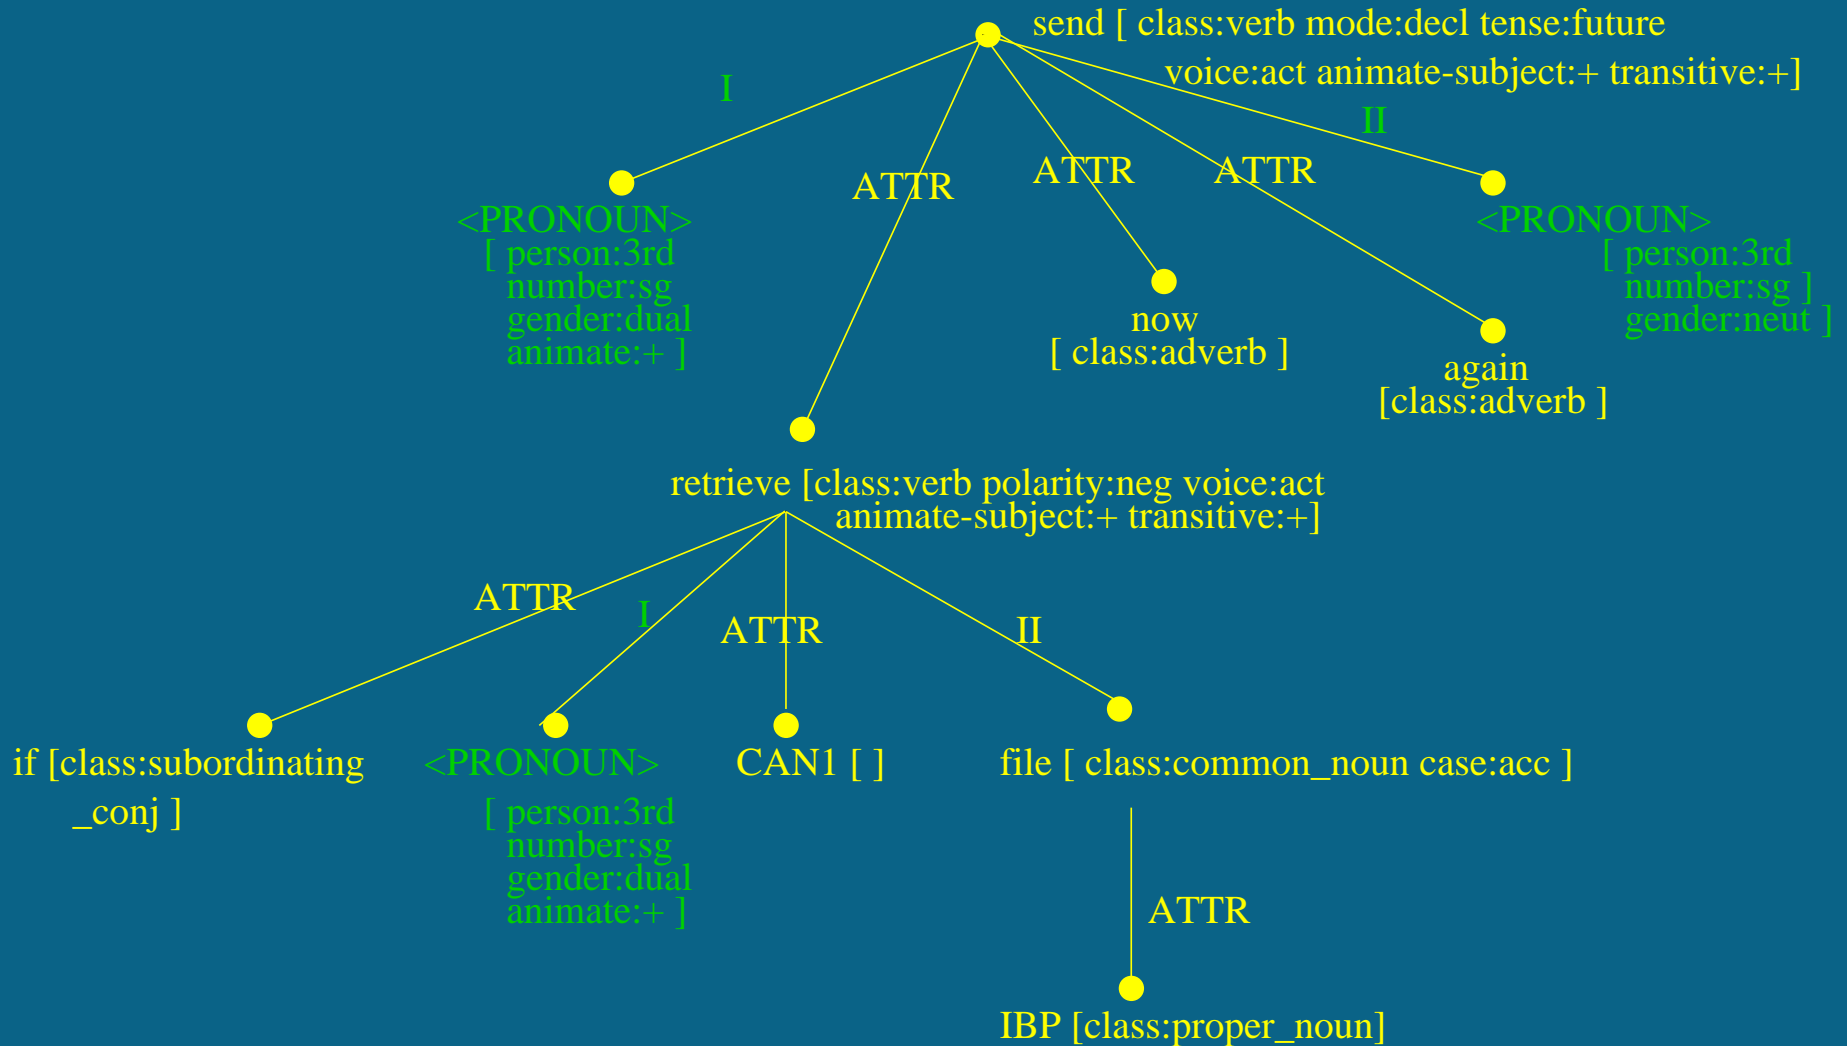 send [ class:verb mode:decl tense:future
voice:act animate-subject:+ transitive:+]
I
II
ATTR
ATTR
ATTR
<PRONOUN>
[ person:3rd
number:sg
gender:dual
animate:+ ]
<PRONOUN>
[ person:3rd
number:sg ]
gender:neut ]
now
[ class:adverb ]
again
[class:adverb ]
retrieve [class:verb polarity:neg voice:act
animate-subject:+ transitive:+]
ATTR
I
ATTR
II
if [class:subordinating
_conj ]
<PRONOUN>
[ person:3rd
number:sg
gender:dual
animate:+ ]
CAN1 [ ]
file [ class:common_noun case:acc ]
ATTR
IBP [class:proper_noun]